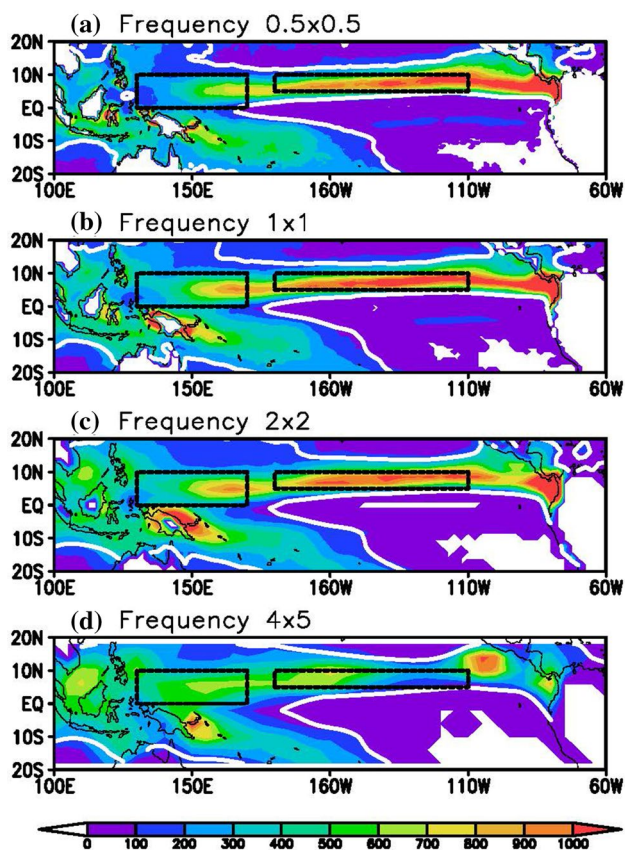 (a) Frequency 0.5x0.5
20N
10N
EQ
10S
20S
100E 150E 160W 110W 60W
(b) Frequency 1x1
20N
10N
EQ
10S
20S
100E 150E 160W 110W 60W
(c) Frequency 2x2
20N
10N
EQ
10S
20S
100E 150E 160W 110W 60W
(d) Frequency 4x5
20N
10N
EQ
10S
20S
100E 150E 160W 110W 60W
0 100 200 300 400 500 600 700 800 900 1000